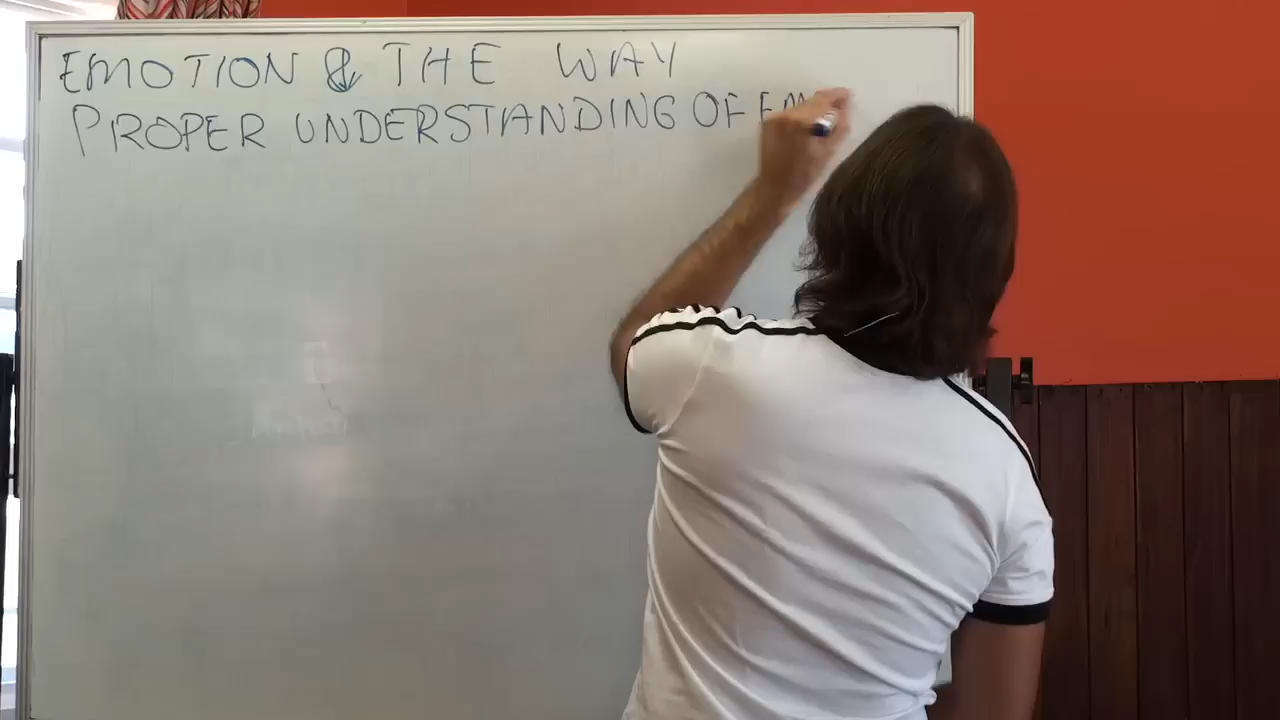 EMOTION & THE WAY
PROPER UNDERSTANDING OF EM